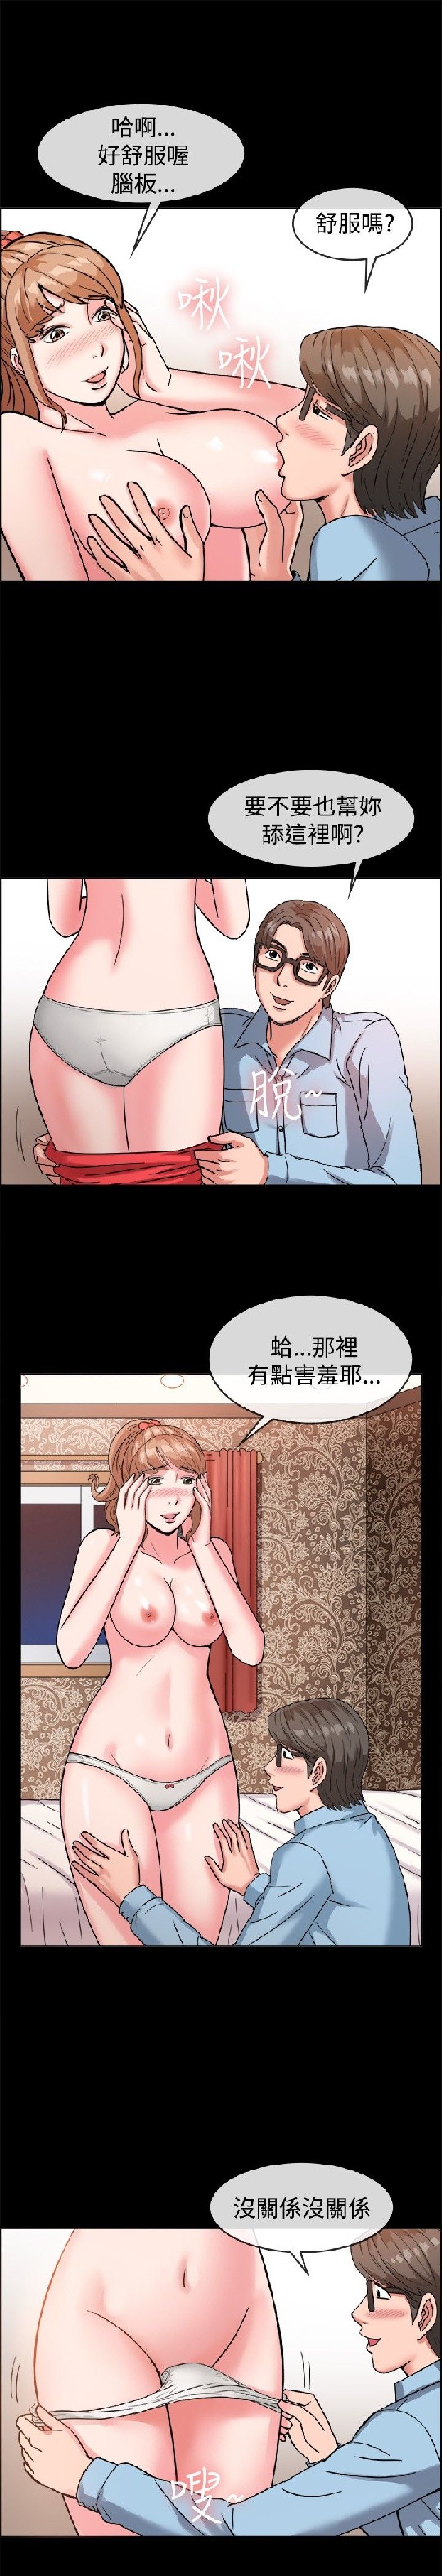 哈啊...
好舒服喔
腦板...
舒服嗎?
啾
啾
要不要也幫妳
舔這裡啊?
脫~
蛤...那裡
有點害羞耶...
沒關係沒關係
嗖~